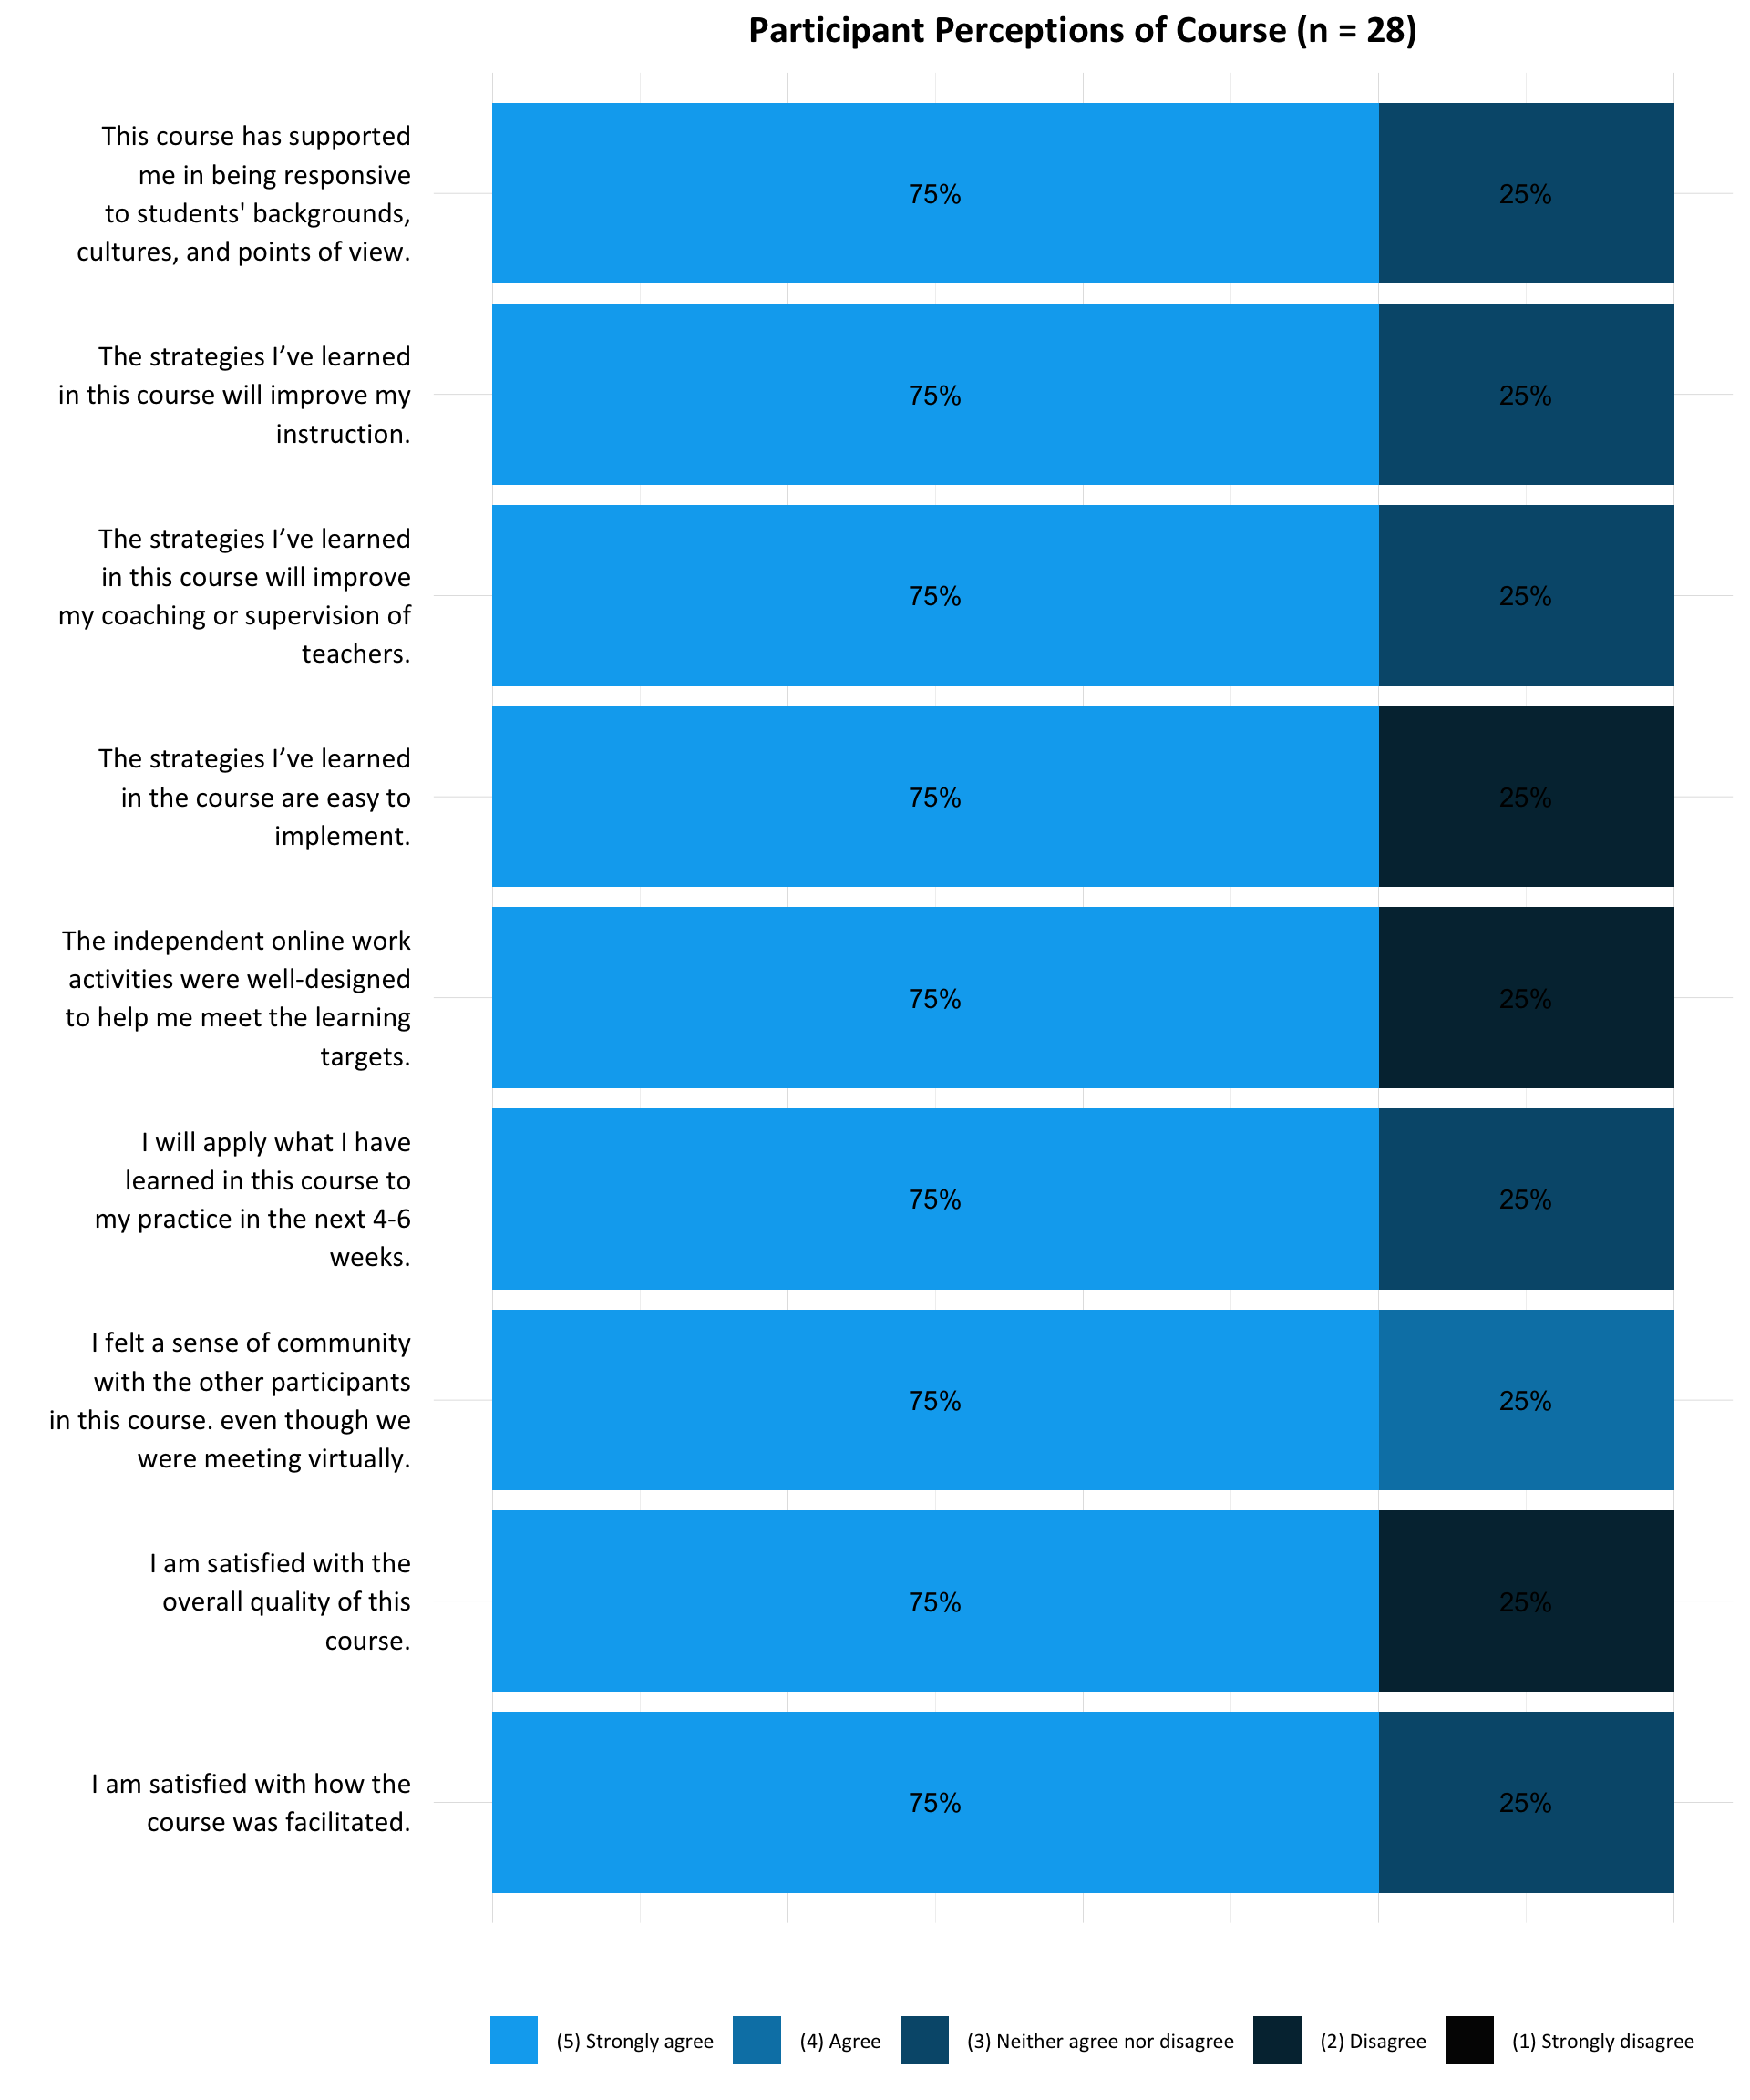 Participant Perceptions of Course (n = 28)
This course has supported
me in being responsive
to students' backgrounds,
cultures, and points of view.
75%
25%
The strategies I’ve learned
in this course will improve my
instruction.
75%
25%
The strategies I’ve learned
in this course will improve
my coaching or supervision of
teachers.
75%
25%
The strategies I’ve learned
in the course are easy to
implement.
75%
25%
The independent online work
activities were well-designed
to help me meet the learning
targets.
75%
25%
I will apply what I have
learned in this course to
my practice in the next 4-6
weeks.
75%
25%
I felt a sense of community
with the other participants
in this course. even though we
were meeting virtually.
75%
25%
I am satisfied with the
overall quality of this
course.
75%
25%
I am satisfied with how the
course was facilitated.
75%
25%
(5) Strongly agree
(4) Agree
(3) Neither agree nor disagree
(2) Disagree
(1) Strongly disagree